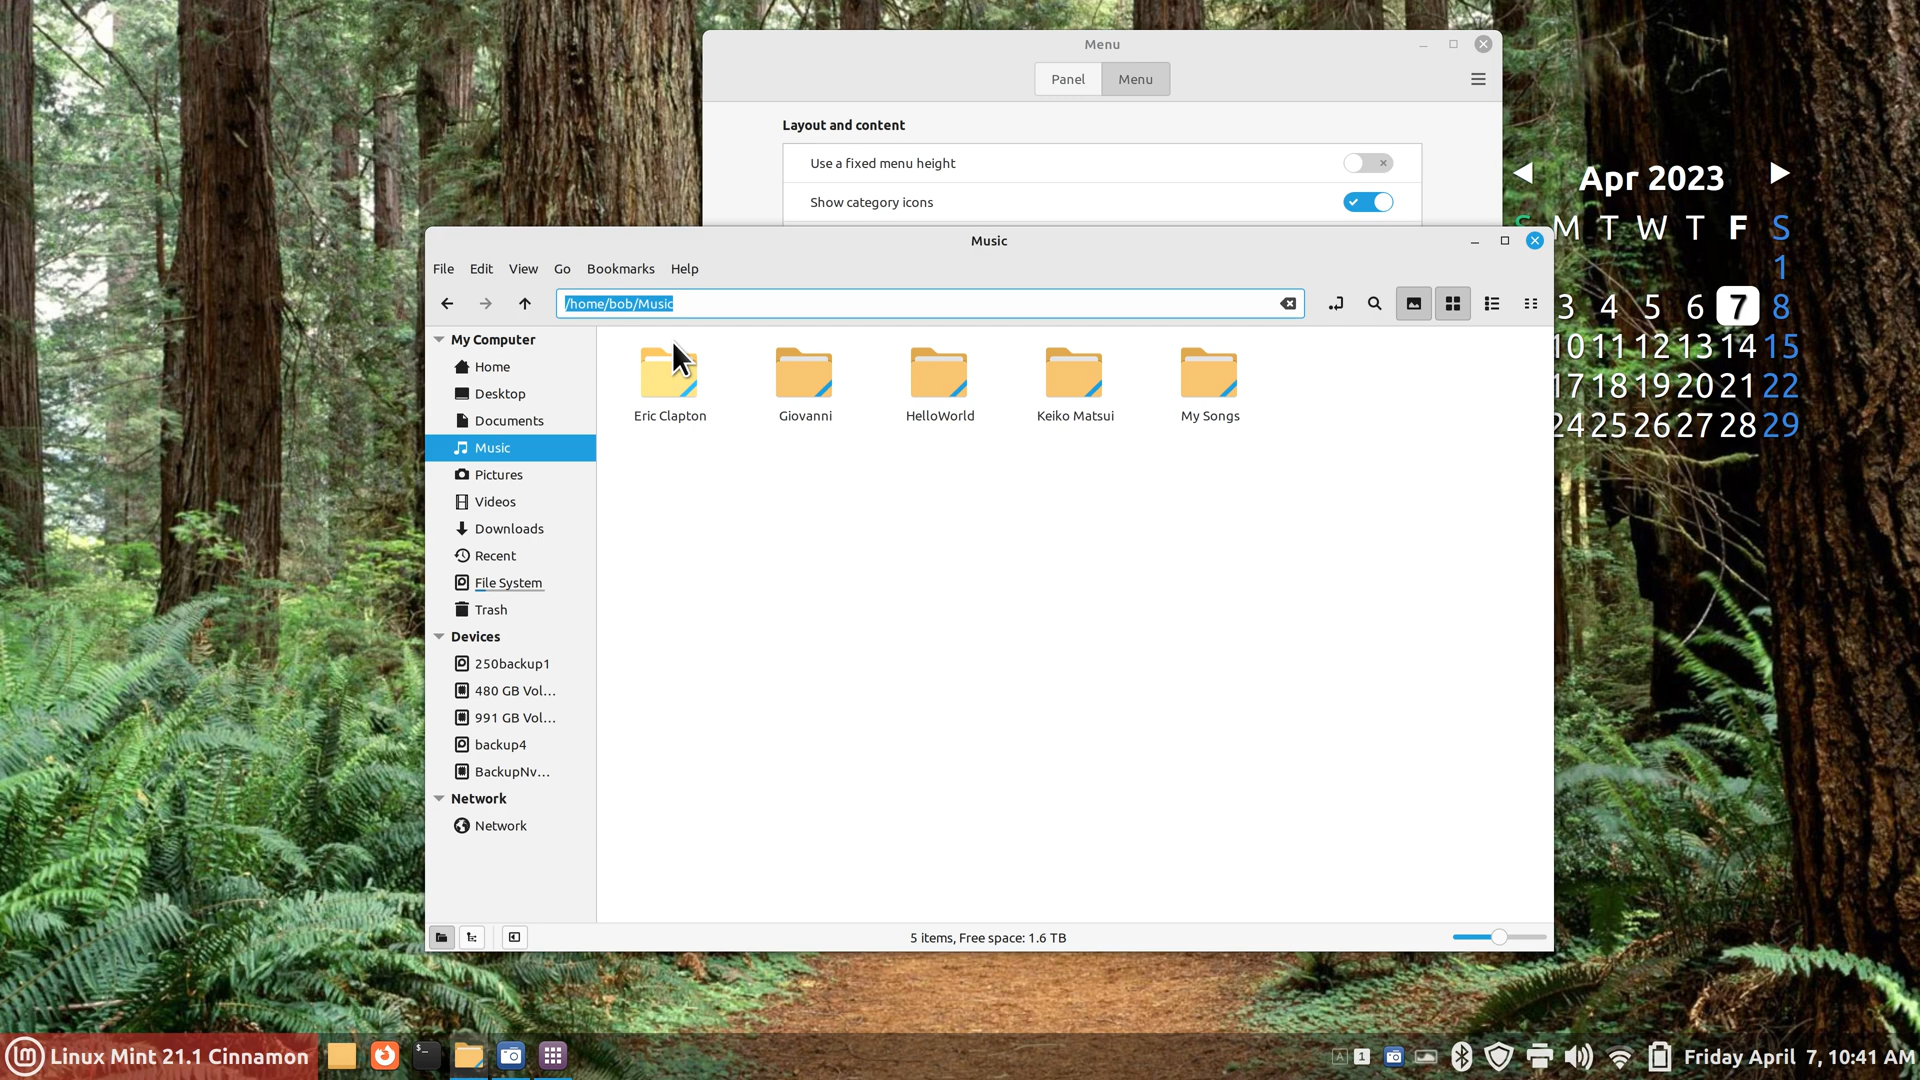 Menu
Panel
Menu
Layout and content
Use a fixed menu height
Show category icons
Apr 2023
S M T W T F S
1
3 4 5 6 7 8
10 11 12 13 14 15
17 18 19 20 21 22
24 25 26 27 28 29
Music
File Edit View Go Bookmarks Help
/home/bob/Music
My Computer
Home
Desktop
Documents
Music
Pictures
Videos
Downloads
Recent
File System
Trash
Devices
250backup1
480 GB Vol...
991 GB Vol...
backup4
BackupNv...
Network
Network
Eric Clapton
Giovanni
HelloWorld
Keiko Matsui
My Songs
5 items, Free space: 1.6 TB
Linux Mint 21.1 Cinnamon
A
1
Friday April 7, 10:41 AM